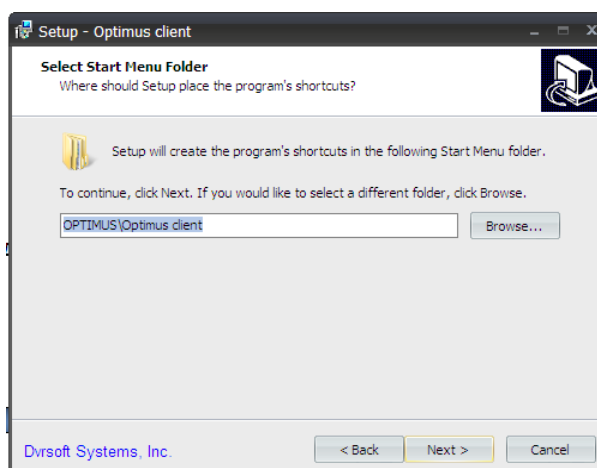 Setup - Optimus client
Select Start Menu Folder
Where should Setup place the program's shortcuts?
Setup will create the program's shortcuts in the following Start Menu folder.
To continue, click Next. If you would like to select a different folder, click Browse.
OPTIMUS\Optimus client
Browse...
Dvrsoft Systems, Inc.
< Back
Next >
Cancel